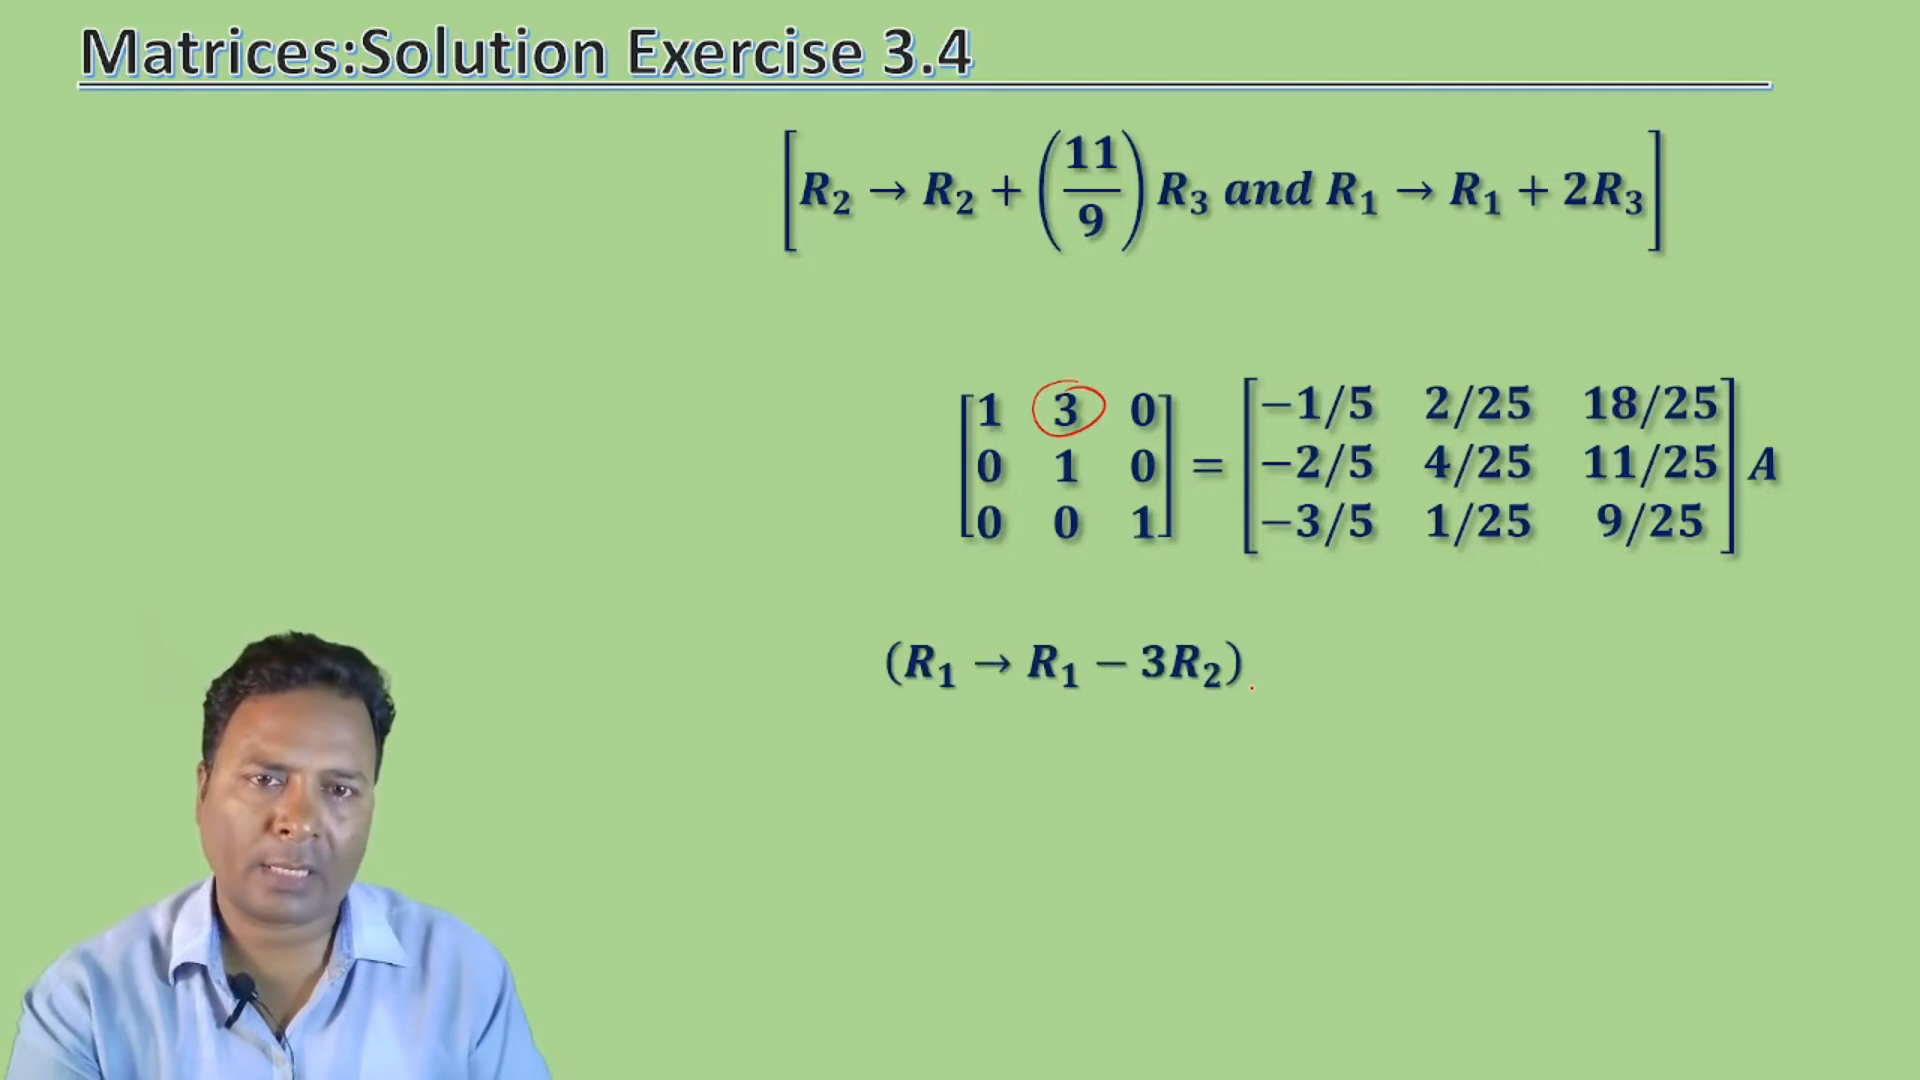 Matrices:Solution Exercise 3.4
[R₂ → R₂ + (11/9) R₃ and R₁ → R₁ + 2R₃]
[1 3 0] = [−1/5 2/25 18/25] A
[0 1 0] [−2/5 4/25 11/25]
[0 0 1] [−3/5 1/25 9/25]
(R₁ → R₁ − 3R₂)